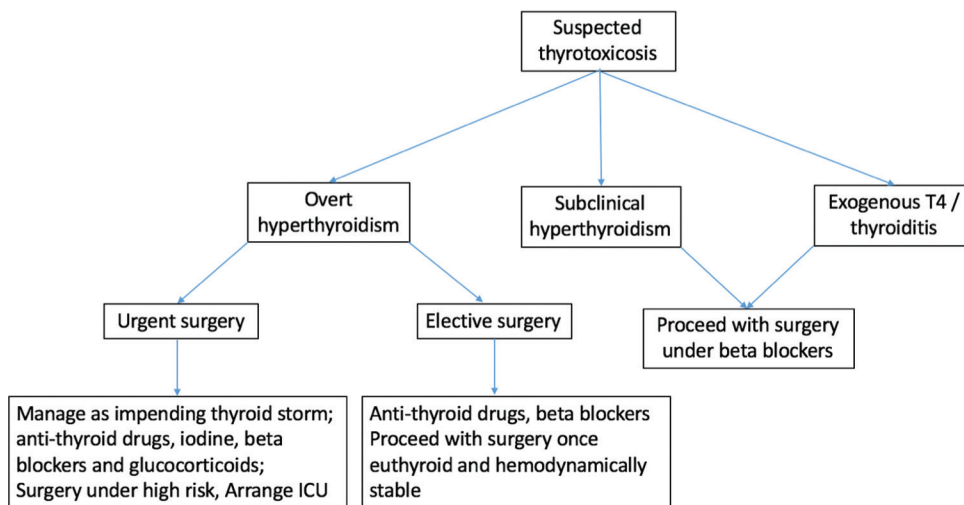 Suspected
thyrotoxicosis
Overt
hyperthyroidism
Subclinical
hyperthyroidism
Exogenous T4 /
thyroiditis
Urgent surgery
Elective surgery
Proceed with surgery
under beta blockers
Manage as impending thyroid storm;
anti-thyroid drugs, iodine, beta
blockers and glucocorticoids;
Surgery under high risk, Arrange ICU
Anti-thyroid drugs, beta blockers
Proceed with surgery once
euthyroid and hemodynamically
stable